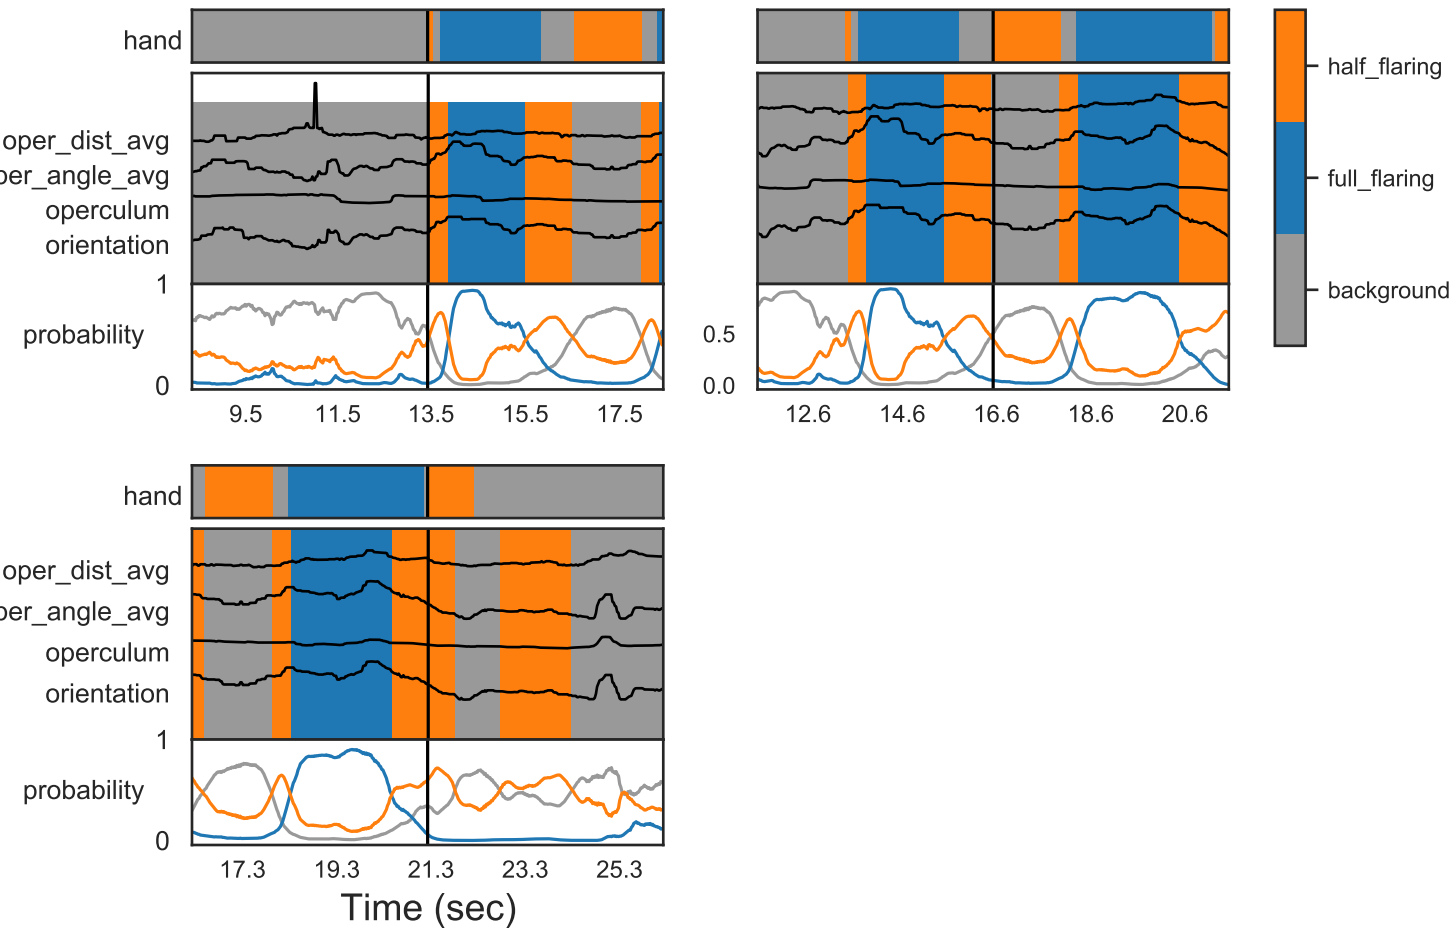 hand
oper_dist_avg
per_angle_avg
operculum
orientation
1
probability
0
9.5 11.5 13.5 15.5 17.5
0.5
0.0
12.6 14.6 16.6 18.6 20.6
half_flaring
full_flaring
background
hand
oper_dist_avg
per_angle_avg
operculum
orientation
1
probability
0
17.3 19.3 21.3 23.3 25.3
Time (sec)